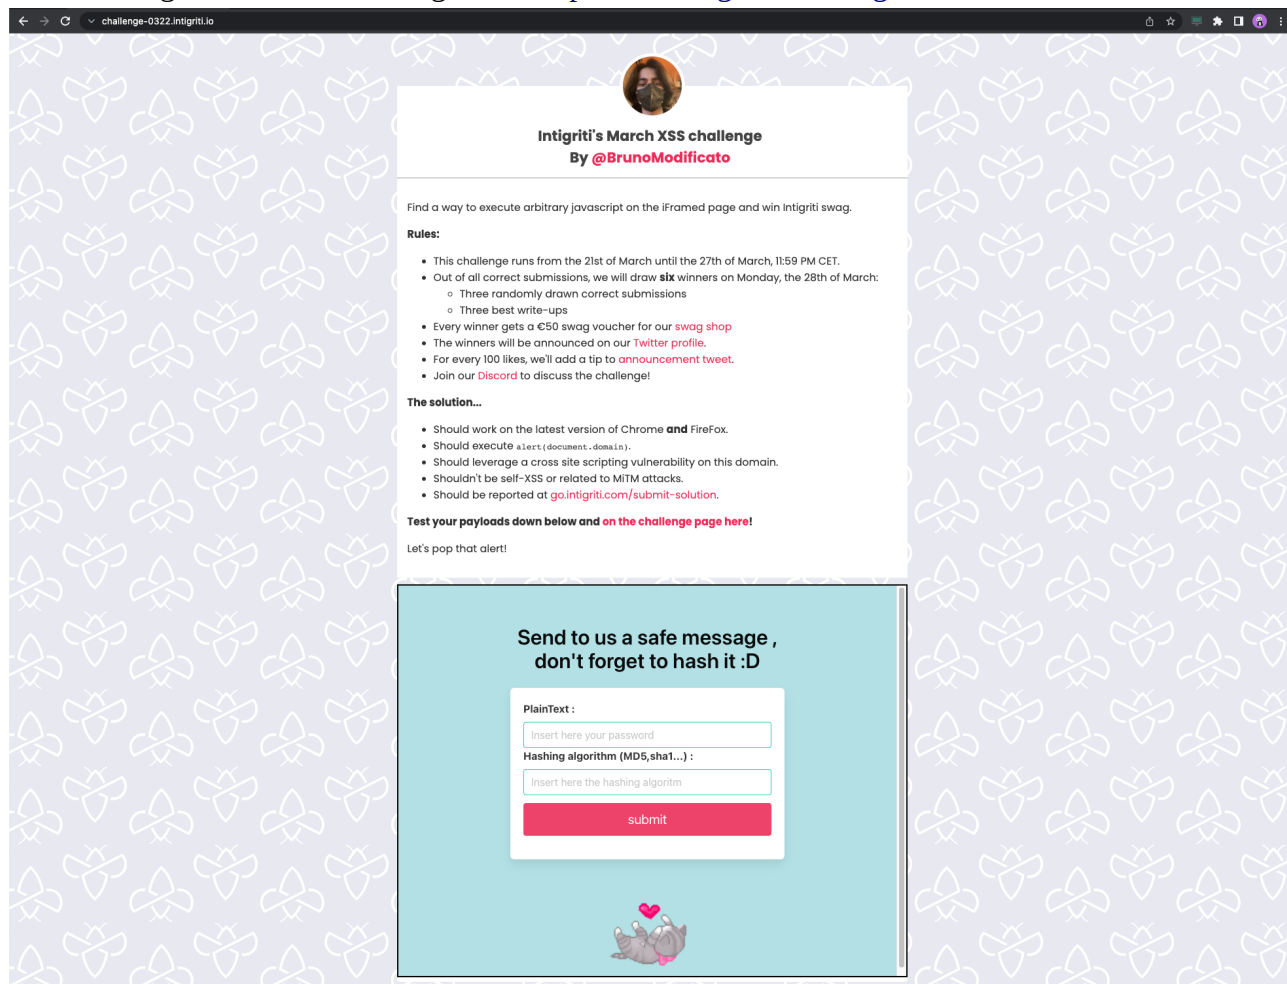 challenge-0322.intigriti.io
Intigriti's March XSS challenge
By @BrunoModificato
Find a way to execute arbitrary javascript on the iFramed page and win Intigriti swag.
Rules:
This challenge runs from the 21st of March until the 27th of March, 11:59 PM CET.
Out of all correct submissions, we will draw six winners on Monday, the 28th of March:
Three randomly drawn correct submissions
Three best write-ups
Every winner gets a €50 swag voucher for our swag shop
The winners will be announced on our Twitter profile.
For every 100 likes, we'll add a tip to announcement tweet.
Join our Discord to discuss the challenge!
The solution...
Should work on the latest version of Chrome and FireFox.
Should execute alert(document.domain).
Should leverage a cross site scripting vulnerability on this domain.
Shouldn't be self-XSS or related to MiTM attacks.
Should be reported at go.intigriti.com/submit-solution.
Test your payloads down below and on the challenge page here!
Let's pop that alert!
Send to us a safe message ,
don't forget to hash it :D
PlainText :
Insert here your password
Hashing algorithm (MD5,sha1...) :
Insert here the hashing algoritm
submit